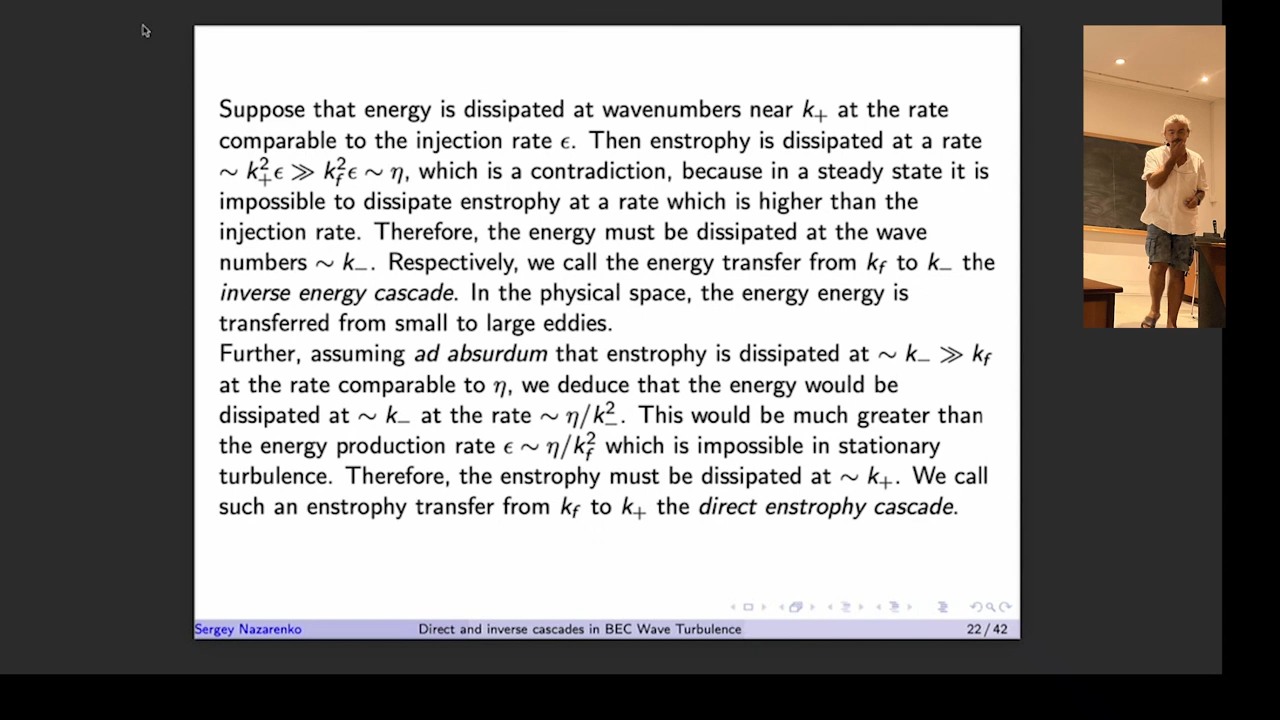 Suppose that energy is dissipated at wavenumbers near k₊ at the rate
comparable to the injection rate ϵ. Then enstrophy is dissipated at a rate
∼ k₊²ϵ ≫ k_f²ϵ ∼ η, which is a contradiction, because in a steady state it is
impossible to dissipate enstrophy at a rate which is higher than the
injection rate. Therefore, the energy must be dissipated at the wave
numbers ∼ k₋. Respectively, we call the energy transfer from k_f to k₋ the
inverse energy cascade. In the physical space, the energy energy is
transferred from small to large eddies.
Further, assuming ad absurdum that enstrophy is dissipated at ∼ k₋ ≫ k_f
at the rate comparable to η, we deduce that the energy would be
dissipated at ∼ k₋ at the rate ∼ η/k₋². This would be much greater than
the energy production rate ϵ ∼ η/k_f² which is impossible in stationary
turbulence. Therefore, the enstrophy must be dissipated at ∼ k₊. We call
such an enstrophy transfer from k_f to k₊ the direct enstrophy cascade.
Sergey Nazarenko Direct and inverse cascades in BEC Wave Turbulence 22 / 42